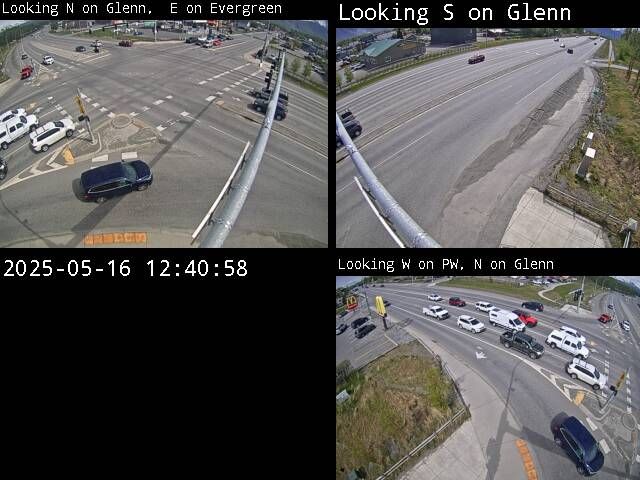 Looking N on Glenn,  E on Evergreen
Looking S on Glenn
2025-05-16 12:40:58
Looking W on PW, N on Glenn